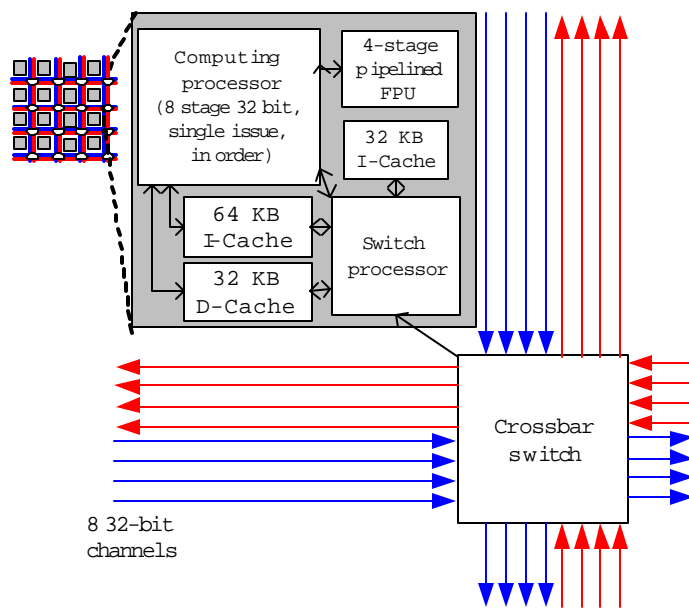 Computing
processor
(8 stage 32 bit,
single issue,
in order)
4-stage
pipelined
FPU
32 KB
I-Cache
64 KB
I-Cache
32 KB
D-Cache
Switch
processor
Crossbar
switch
8 32-bit
channels